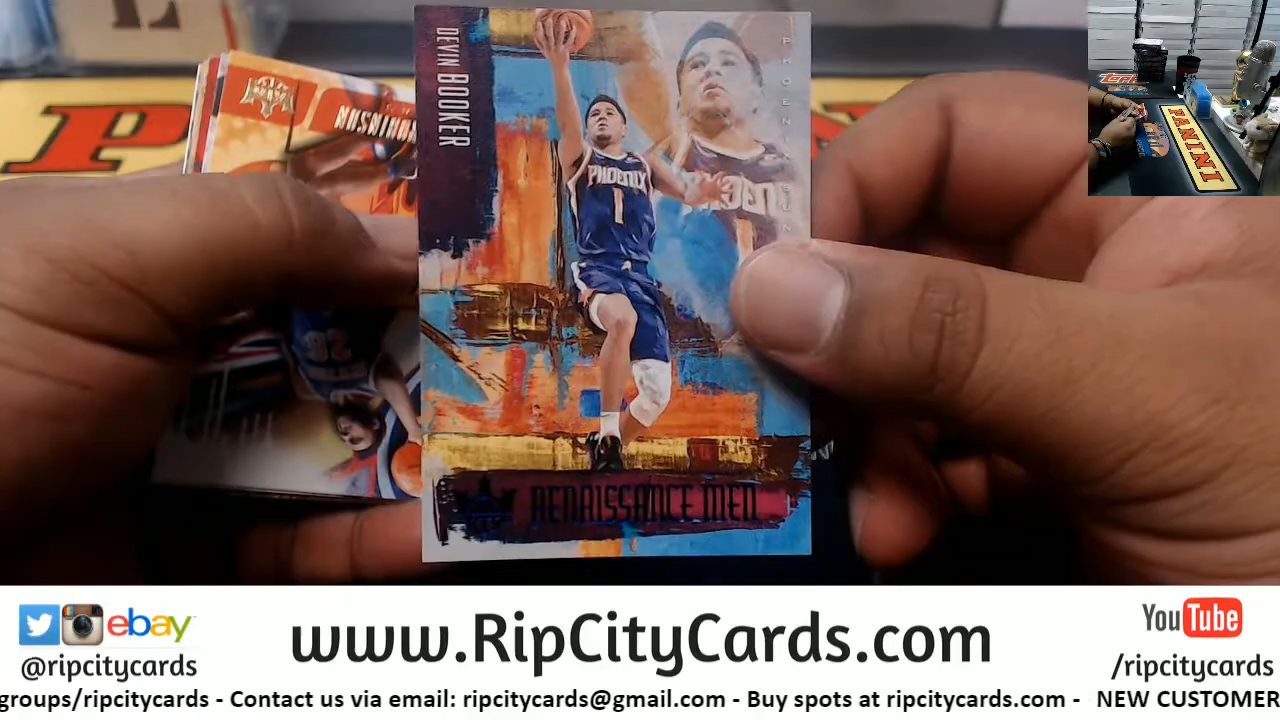 DEVIN BOOKER
PHOENIX
1
RENAISSANCE MEN
PANINI
ebay
@ripcitycards
www.RipCityCards.com
YouTube
/ripcitycards
groups/ripcitycards - Contact us via email: ripcitycards@gmail.com - Buy spots at ripcitycards.com - NEW CUSTOMER